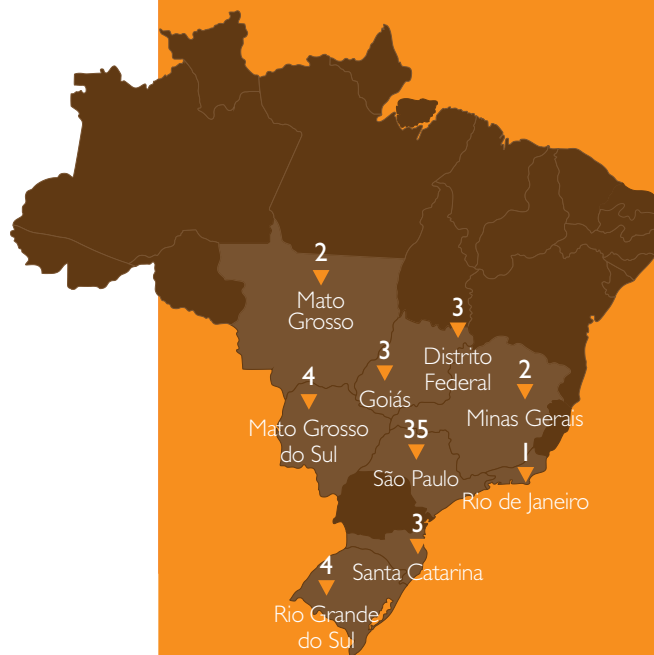 2
Mato
Grosso
3
Distrito
Federal
3
Goiás
2
Minas Gerais
4
Mato Grosso
do Sul
35
São Paulo
1
Rio de Janeiro
3
Santa Catarina
4
Rio Grande
do Sul